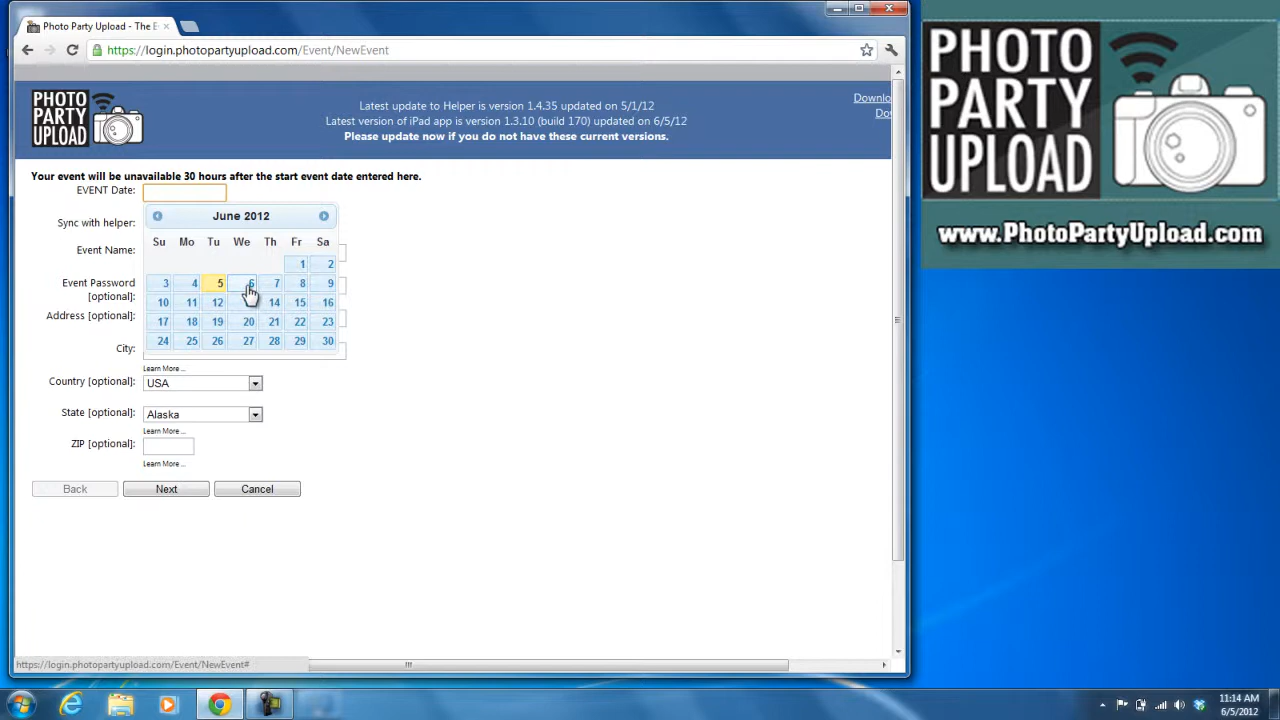 Photo Party Upload - The E
https://login.photopartyupload.com/Event/NewEvent
PHOTO
PARTY
UPLOAD
Latest update to Helper is version 1.4.35 updated on 5/1/12
Latest version of iPad app is version 1.3.10 (build 170) updated on 6/5/12
Please update now if you do not have these current versions.
Downlo
Do
Your event will be unavailable 30 hours after the start event date entered here.
EVENT Date:
Sync with helper:
Event Name:
Event Password
[optional]:
Address [optional]:
City:
June 2012
Su Mo Tu We Th Fr Sa
1 2
3 4 5 6 7 8 9
10 11 12 14 15 16
17 18 19 20 21 22 23
24 25 26 27 28 29 30
Learn More ...
Country [optional]: USA
State [optional]: Alaska
Learn More ...
ZIP [optional]:
Learn More ...
Back Next Cancel
https://login.photopartyupload.com/Event/NewEvent#
PHOTO
PARTY
UPLOAD
www.PhotoPartyUpload.com
11:14 AM
6/5/2012